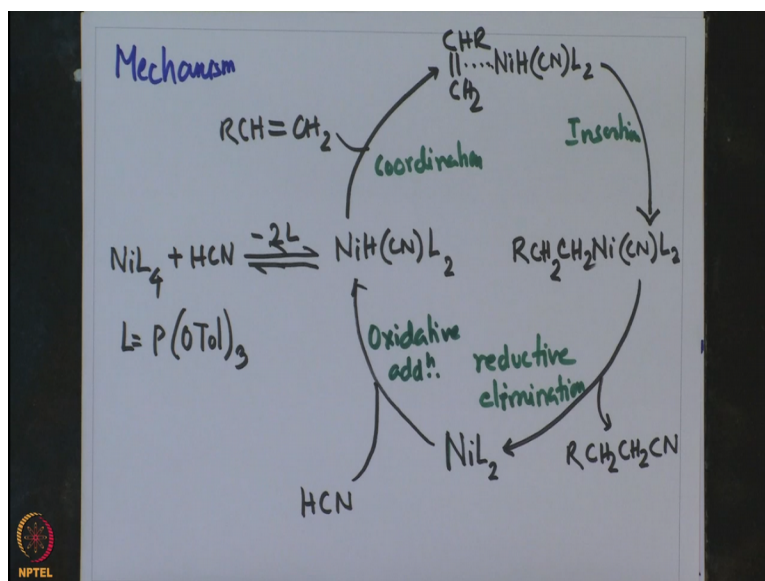 Mechanism
CHR
||....NiH(CN)L₂
CH₂
RCH=CH₂
Coordination
Insertion
NiL₄ + HCN ⇌ -2L NiH(CN)L₂
RCH₂CH₂Ni(CN)L₂
L= P(OTol)₃
Oxidative
addⁿ.
reductive
elimination
NiL₂
RCH₂CH₂CN
HCN
NPTEL